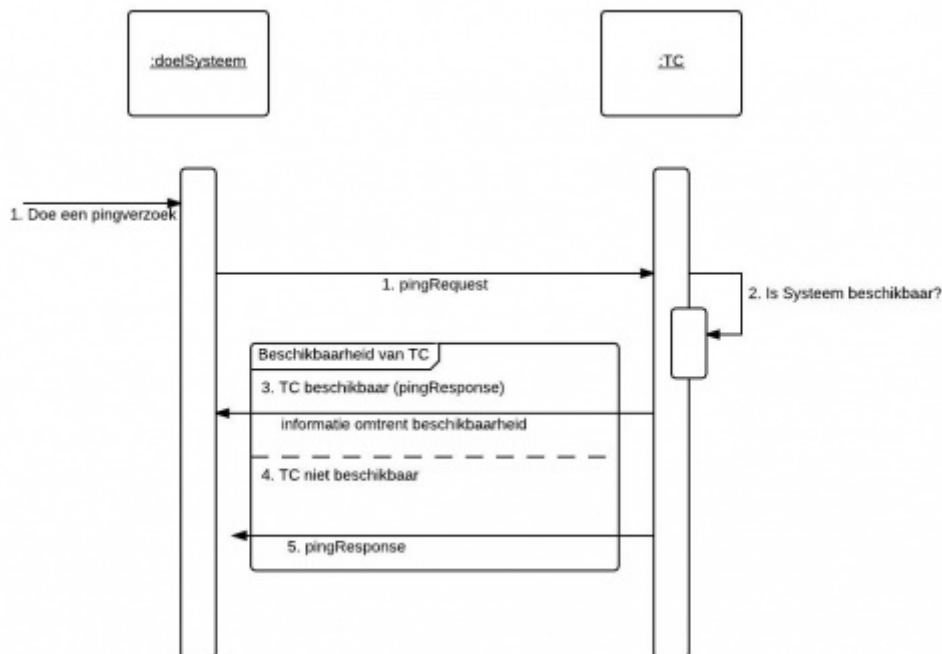 :doelSysteem
:TC
1. Doe een pingverzoek
1. pingRequest
2. Is Systeem beschikbaar?
Beschikbaarheid van TC
3. TC beschikbaar (pingResponse)
informatie omtrent beschikbaarheid
4. TC niet beschikbaar
5. pingResponse